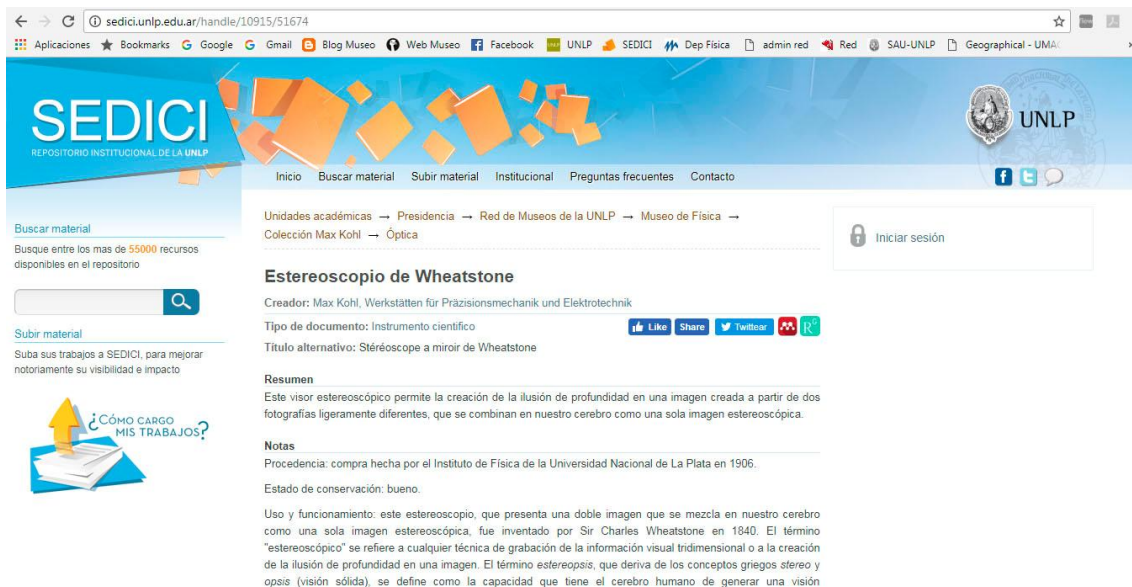 sedici.unlp.edu.ar/handle/10915/51674
Aplicaciones Bookmarks Google Gmail Blog Museo Web Museo Facebook UNLP SEDICI Dep Física admin red Red SAU-UNLP Geographical - UMAC
SEDICI
REPOSITORIO INSTITUCIONAL DE LA UNLP
UNLP
Inicio Buscar material Subir material Institucional Preguntas frecuentes Contacto
Buscar material
Busque entre los mas de 55000 recursos
disponibles en el repositorio
Subir material
Suba sus trabajos a SEDICI, para mejorar
notoriamente su visibilidad e impacto
¿CÓMO CARGO
MIS TRABAJOS?
Unidades académicas → Presidencia → Red de Museos de la UNLP → Museo de Física →
Colección Max Kohl → Óptica
Estereoscopio de Wheatstone
Creador: Max Kohl, Werkstätten für Präzisionsmechanik und Elektrotechnik
Tipo de documento: Instrumento cientifico
Like Share Twittear
Título alternativo: Stéréoscope a miroir de Wheatstone
Resumen
Este visor estereoscópico permite la creación de la ilusión de profundidad en una imagen creada a partir de dos
fotografías ligeramente diferentes, que se combinan en nuestro cerebro como una sola imagen estereoscópica.
Notas
Procedencia: compra hecha por el Instituto de Física de la Universidad Nacional de La Plata en 1906.
Estado de conservación: bueno.
Uso y funcionamiento: este estereoscopio, que presenta una doble imagen que se mezcla en nuestro cerebro
como una sola imagen estereoscópica, fue inventado por Sir Charles Wheatstone en 1840. El término
"estereoscópico" se refiere a cualquier técnica de grabación de la información visual tridimensional o a la creación
de la ilusión de profundidad en una imagen. El término estereopsis, que deriva de los conceptos griegos stereo y
opsis (visión sólida), se define como la capacidad que tiene el cerebro humano de generar una visión
Iniciar sesión